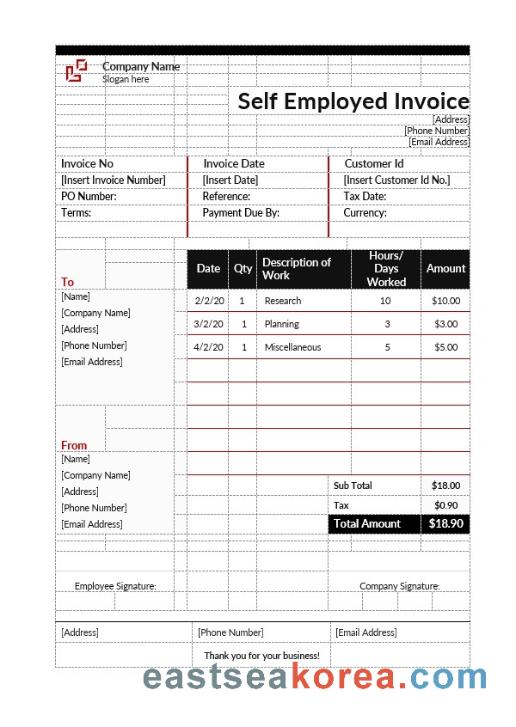 Company Name
Slogan here
Self Employed Invoice
[Address]
[Phone Number]
[Email Address]
Invoice No Invoice Date Customer Id
[Insert Invoice Number] [Insert Date] [Insert Customer Id No.]
PO Number: Reference: Tax Date:
Terms: Payment Due By: Currency:
To
[Name]
[Company Name]
[Address]
[Phone Number]
[Email Address]
From
[Name]
[Company Name]
[Address]
[Phone Number]
[Email Address]
Date Qty Description of Work Hours/ Days Worked Amount
2/2/20 1 Research 10 $10.00
3/2/20 1 Planning 3 $3.00
4/2/20 1 Miscellaneous 5 $5.00
Sub Total $18.00
Tax $0.90
Total Amount $18.90
Employee Signature: Company Signature:
[Address] [Phone Number] [Email Address]
Thank you for your business!
eastseakorea.com